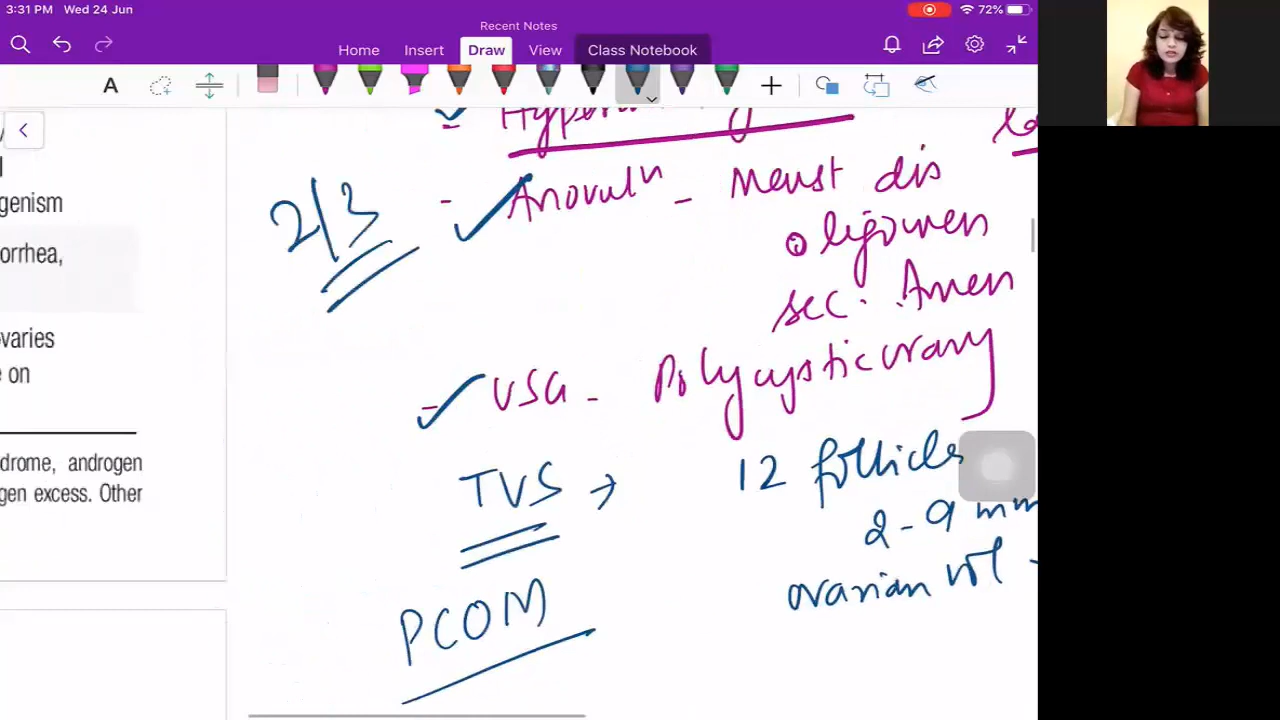 3:31 PM Wed 24 Jun
72%
Recent Notes
Home Insert Draw View Class Notebook
A
genism
orrhea,
varies
e on
drome, androgen
gen excess. Other
2/3
- Anovulⁿ - Menst dis
oligomen
sec. Amen
- USG - Polycystic ovary
TVS → 12 follicles
2-9 mm
ovarian vol -
PCOM